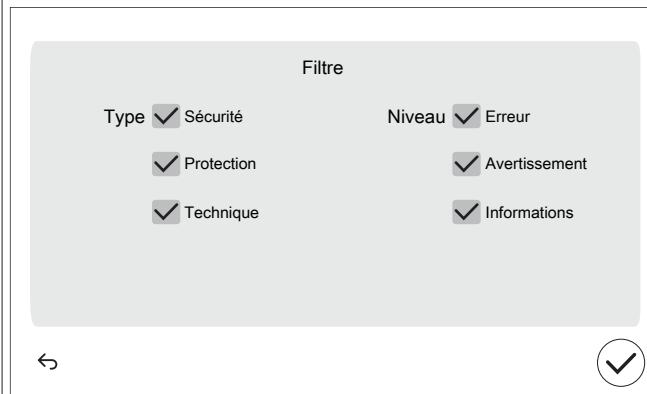 Filtre
Type Sécurité Niveau Erreur
Protection Avertissement
Technique Informations